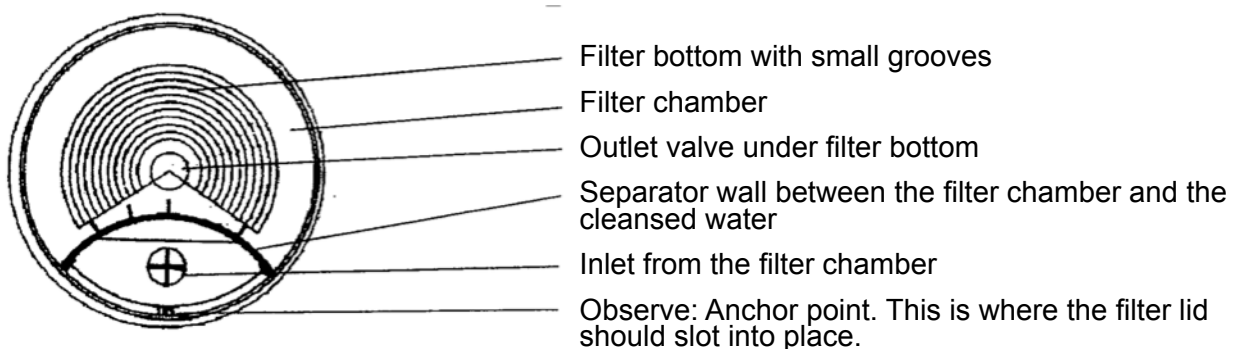 Filter bottom with small grooves
Filter chamber
Outlet valve under filter bottom
Separator wall between the filter chamber and the
cleansed water
Inlet from the filter chamber
Observe: Anchor point. This is where the filter lid
should slot into place.